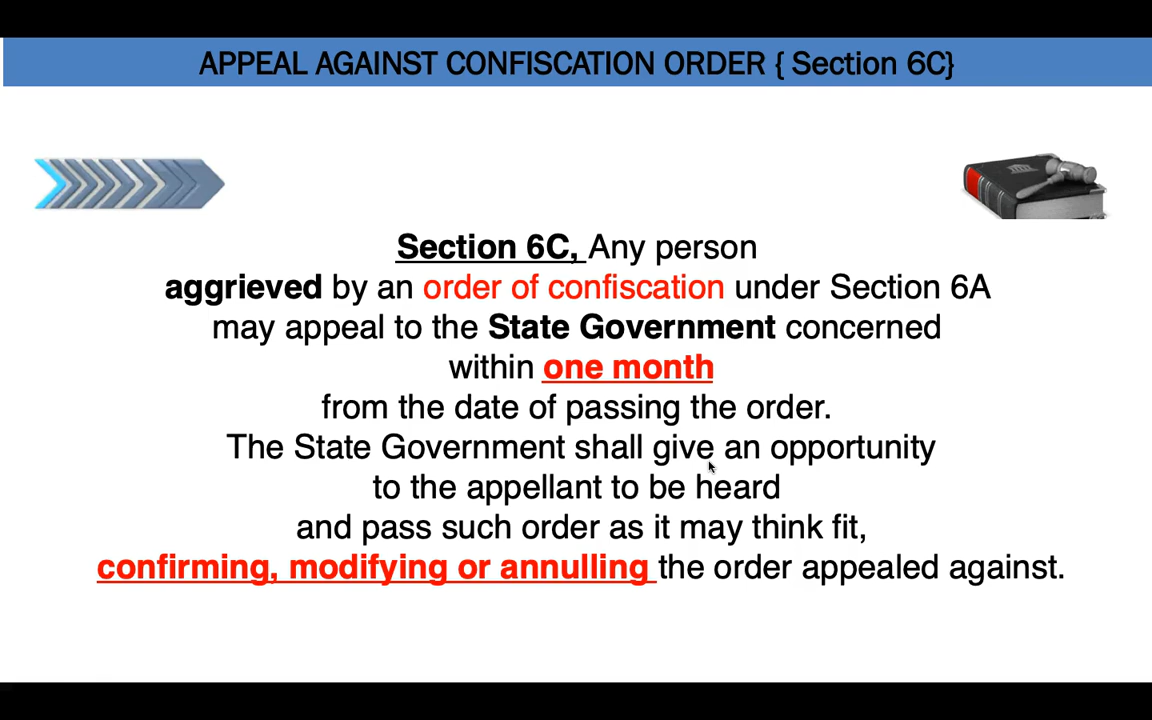 APPEAL AGAINST CONFISCATION ORDER { Section 6C}
Section 6C, Any person
aggrieved by an order of confiscation under Section 6A
may appeal to the State Government concerned
within one month
from the date of passing the order.
The State Government shall give an opportunity
to the appellant to be heard
and pass such order as it may think fit,
confirming, modifying or annulling the order appealed against.